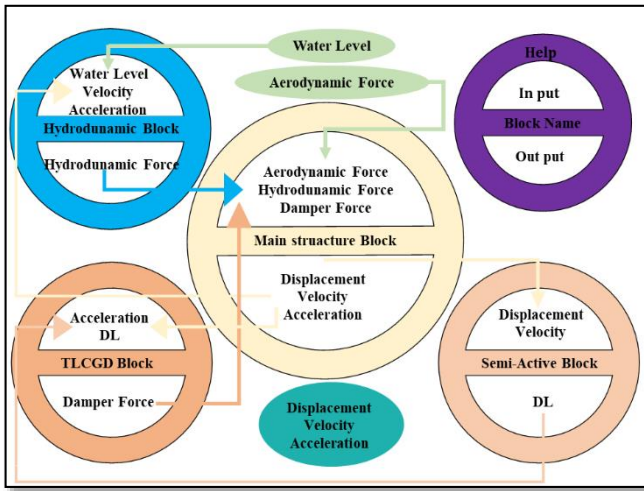 Water Level
Aerodynamic Force
Water Level
Velocity
Acceleration
Hydrodunamic Block
Hydrodunamic Force
Help
In put
Block Name
Out put
Aerodynamic Force
Hydrodunamic Force
Damper Force
Main struacture Block
Displacement
Velocity
Acceleration
Acceleration
DL
TLCGD Block
Damper Force
Displacement
Velocity
Semi-Active Block
DL
Displacement
Velocity
Acceleration